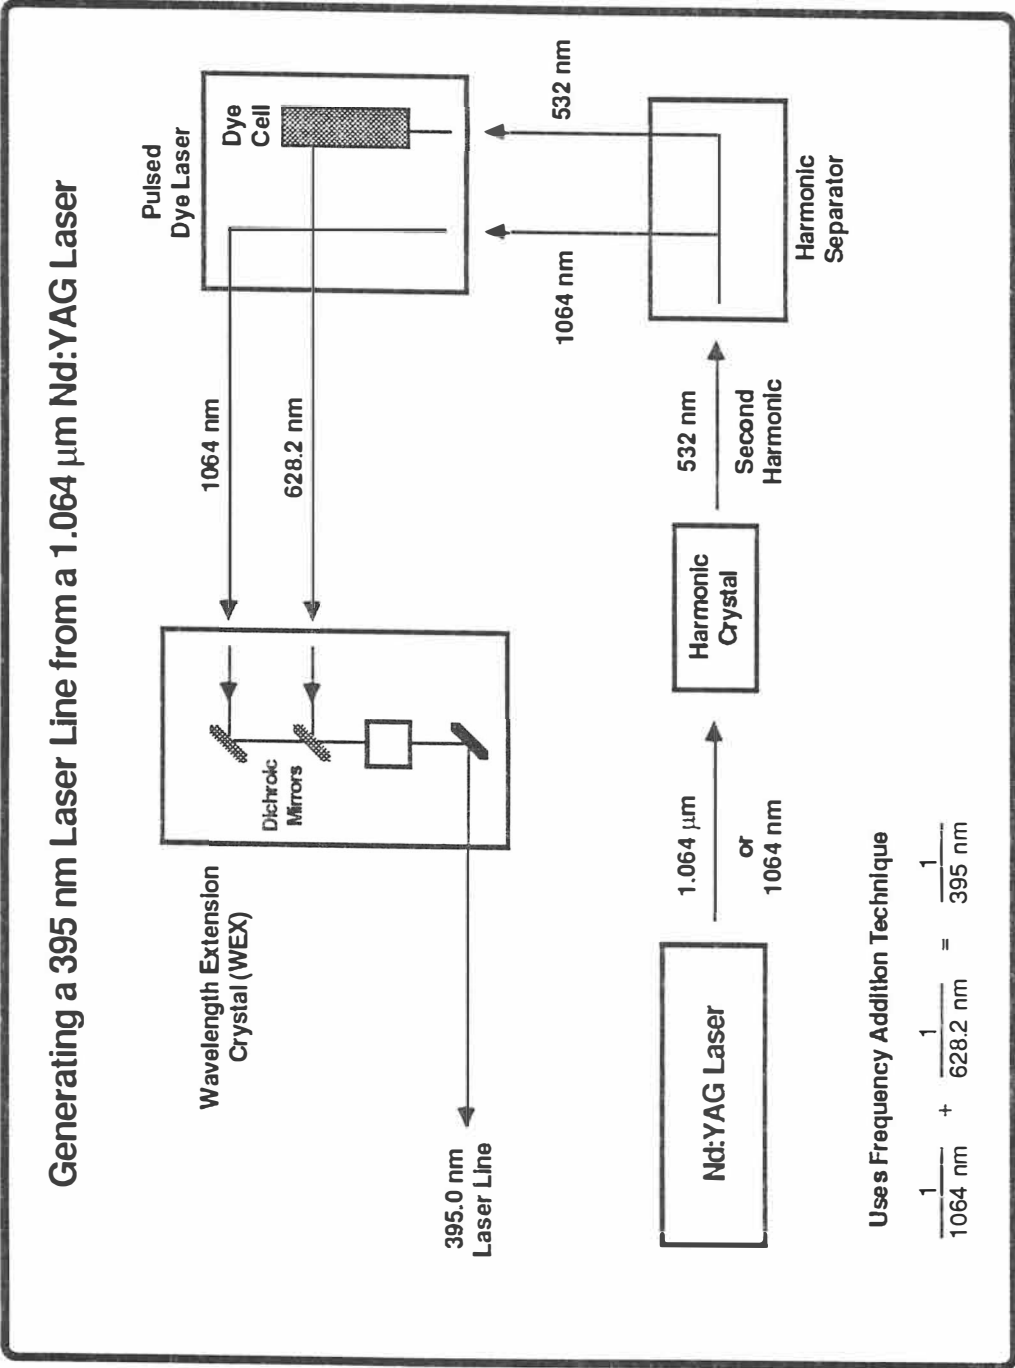 Generating a 395 nm Laser Line from a 1.064 μm Nd:YAG Laser
Pulsed
Dye Laser
Dye
Cell
1064 nm
628.2 nm
Wavelength Extension
Crystal (WEX)
Dichroic
Mirrors
395.0 nm
Laser Line
532 nm
1064 nm
Harmonic
Separator
532 nm
Second
Harmonic
Harmonic
Crystal
1.064 μm
or
1064 nm
Nd:YAG Laser
Uses Frequency Addition Technique
1 1 1
1064 nm + 628.2 nm = 395 nm